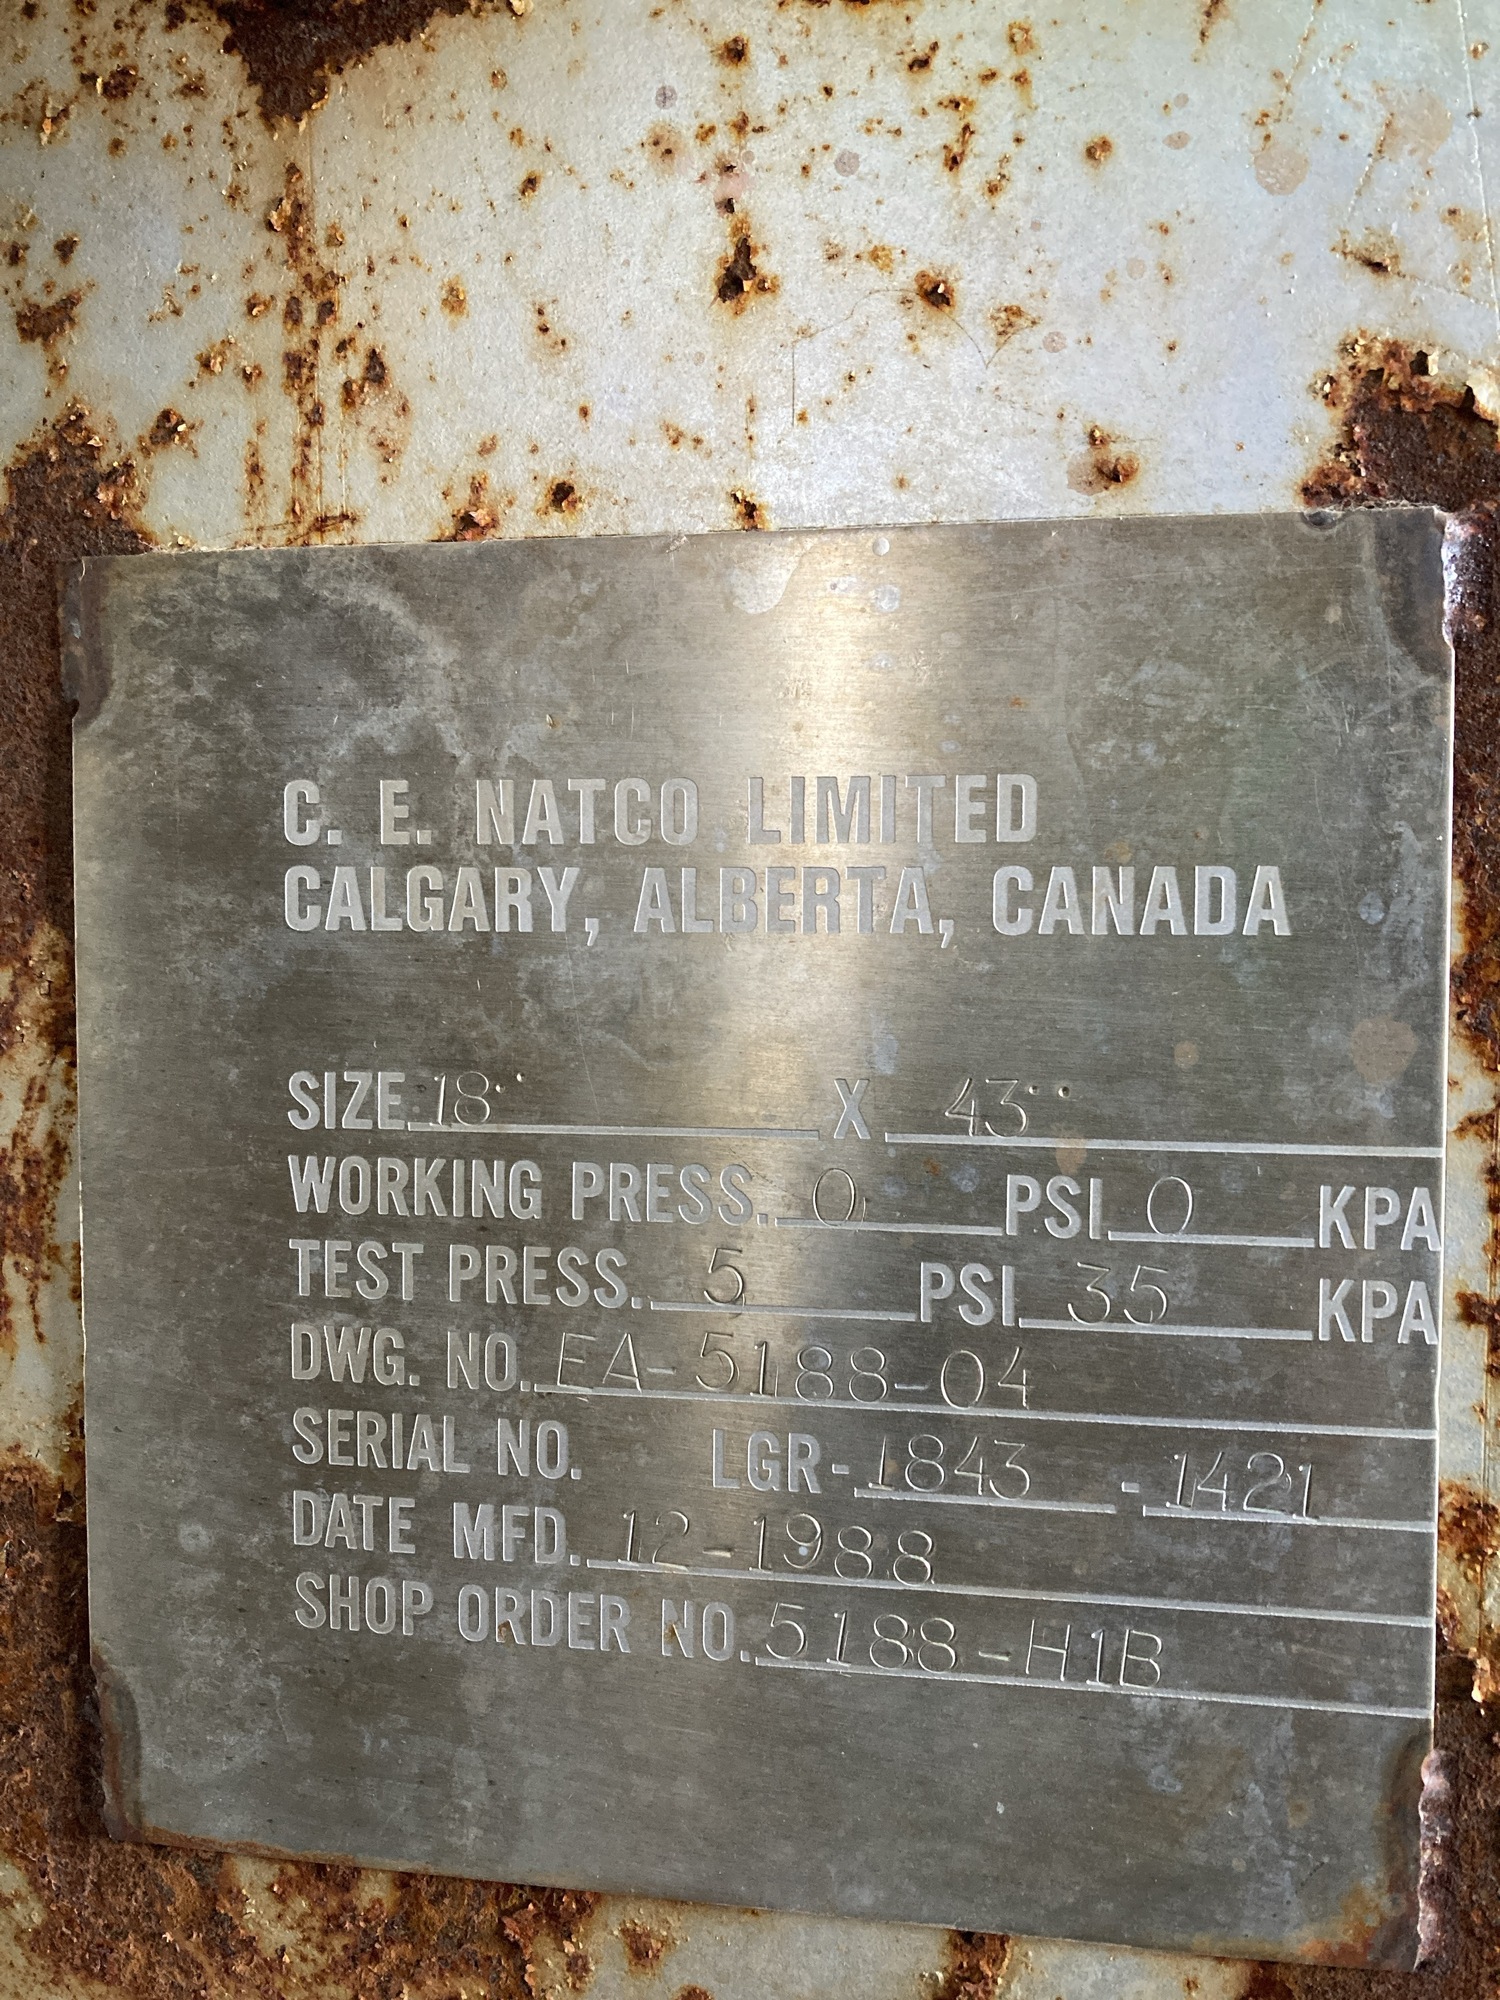 C. E. NATCO LIMITED
CALGARY, ALBERTA, CANADA
SIZE 18" X 43"
WORKING PRESS. 0 PSI 0 KPA
TEST PRESS. 5 PSI 35 KPA
DWG. NO. EA-5188-04
SERIAL NO. LGR-1843 - 1421
DATE MFD. 12-1988
SHOP ORDER NO. 5188-H1B